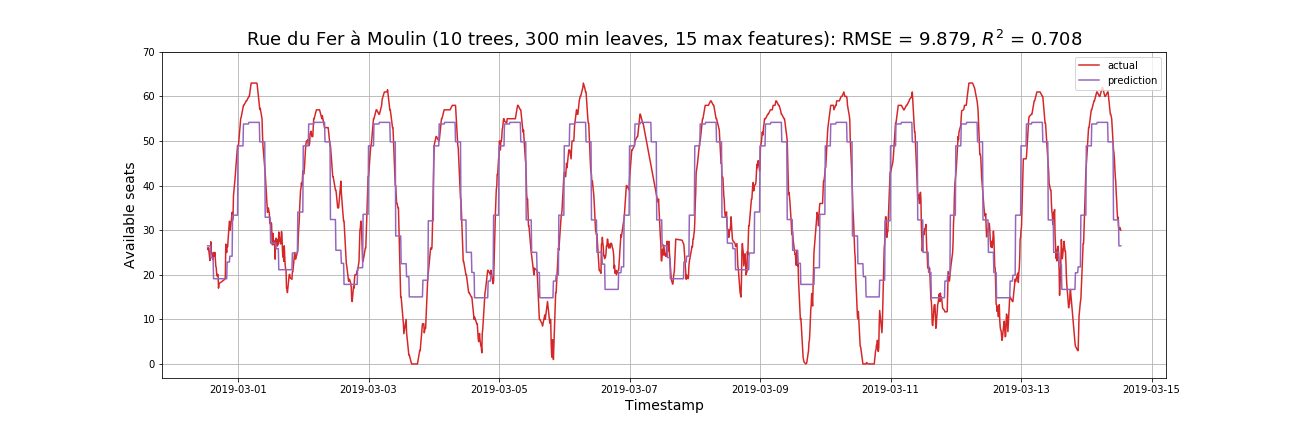 Rue du Fer à Moulin (10 trees, 300 min leaves, 15 max features): RMSE = 9.879, R² = 0.708
actual
prediction
Available seats
70
60
50
40
30
20
10
0
2019-03-01 2019-03-03 2019-03-05 2019-03-07 2019-03-09 2019-03-11 2019-03-13 2019-03-15
Timestamp